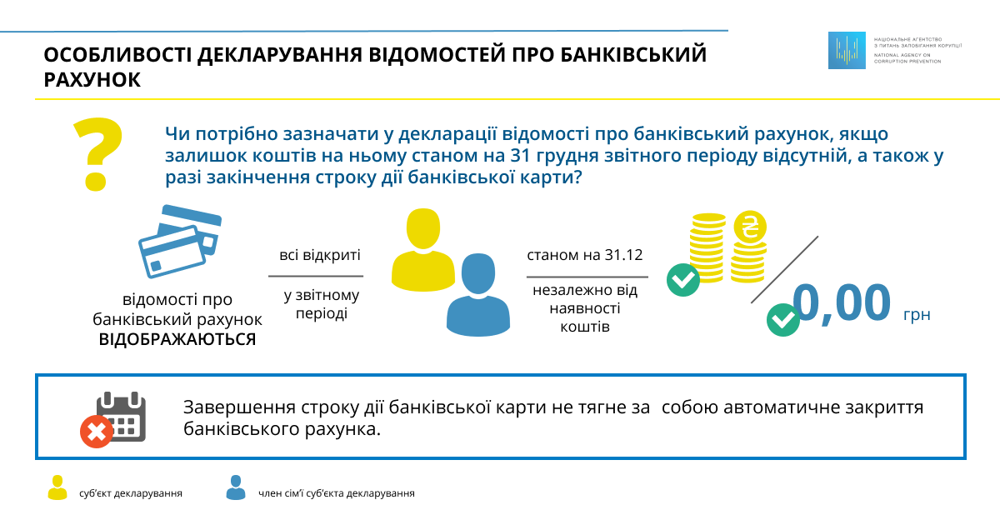 ОСОБЛИВОСТІ ДЕКЛАРУВАННЯ ВІДОМОСТЕЙ ПРО БАНКІВСЬКИЙ
РАХУНОК
НАЦІОНАЛЬНЕ АГЕНТСТВО
З ПИТАНЬ ЗАПОБІГАННЯ КОРУПЦІЇ
NATIONAL AGENCY ON
CORRUPTION PREVENTION
?
Чи потрібно зазначати у декларації відомості про банківський рахунок, якщо
залишок коштів на ньому станом на 31 грудня звітного періоду відсутній, а також у
разі закінчення строку дії банківської карти?
відомості про
банківський рахунок
ВІДОБРАЖАЮТЬСЯ
всі відкриті
у звітному
періоді
станом на 31.12
незалежно від
наявності
коштів
₴
0,00 грн
Завершення строку дії банківської карти не тягне за собою автоматичне закриття
банківського рахунка.
суб’єкт декларування
член сім’ї суб’єкта декларування